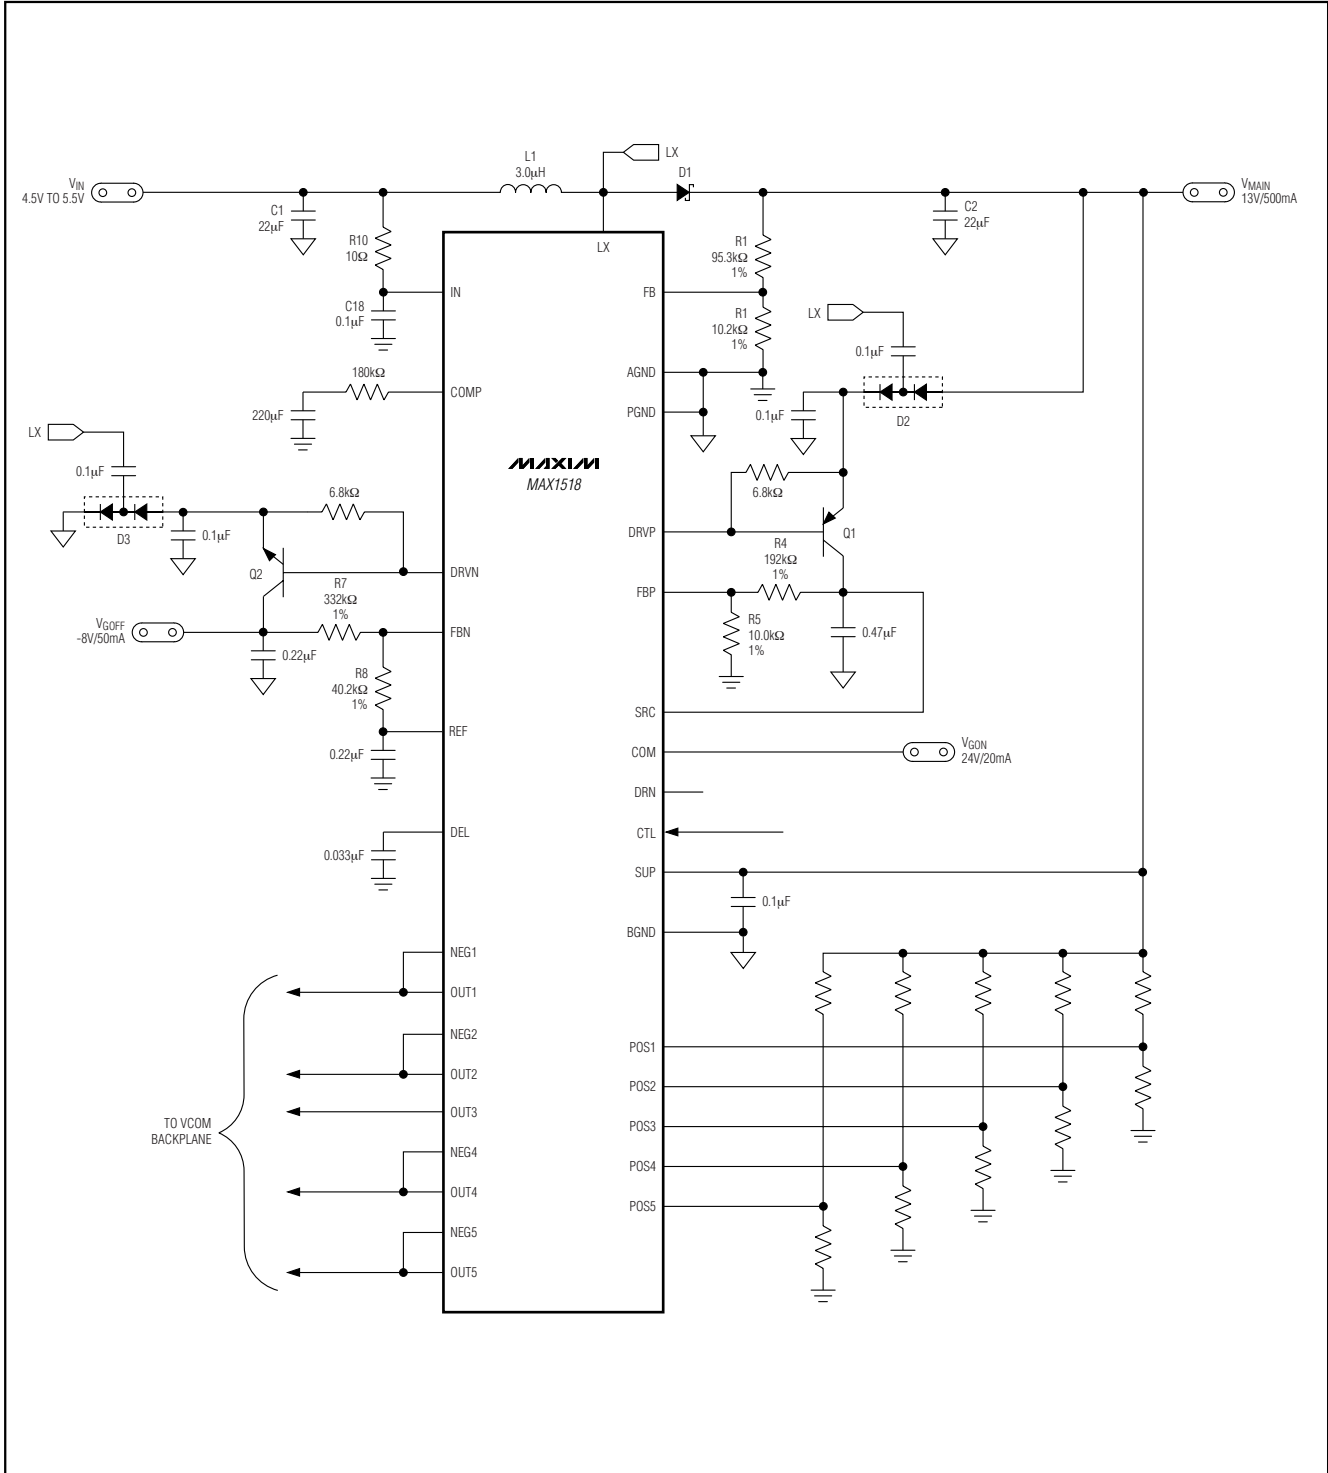 L1
3.0µH
LX
D1
VIN
4.5V TO 5.5V
VMAIN
13V/500mA
C1
22µF
R10
10Ω
C2
22µF
LX
R1
95.3kΩ
1%
IN
FB
C18
0.1µF
R1
10.2kΩ
1%
LX
0.1µF
180kΩ
COMP
AGND
220µF
PGND
0.1µF
D2
LX
0.1µF
MAXIM
MAX1518
6.8kΩ
6.8kΩ
D3
0.1µF
DRVP
Q1
Q2
DRVN
R4
192kΩ
1%
R7
332kΩ
1%
FBP
VGOFF
-8V/50mA
FBN
R5
10.0kΩ
1%
0.47µF
0.22µF
R8
40.2kΩ
1%
SRC
REF
0.22µF
COM
VGON
24V/20mA
DRN
DEL
CTL
0.033µF
SUP
0.1µF
BGND
NEG1
OUT1
NEG2
POS1
OUT2
POS2
OUT3
TO VCOM
BACKPLANE
POS3
NEG4
POS4
OUT4
POS5
NEG5
OUT5